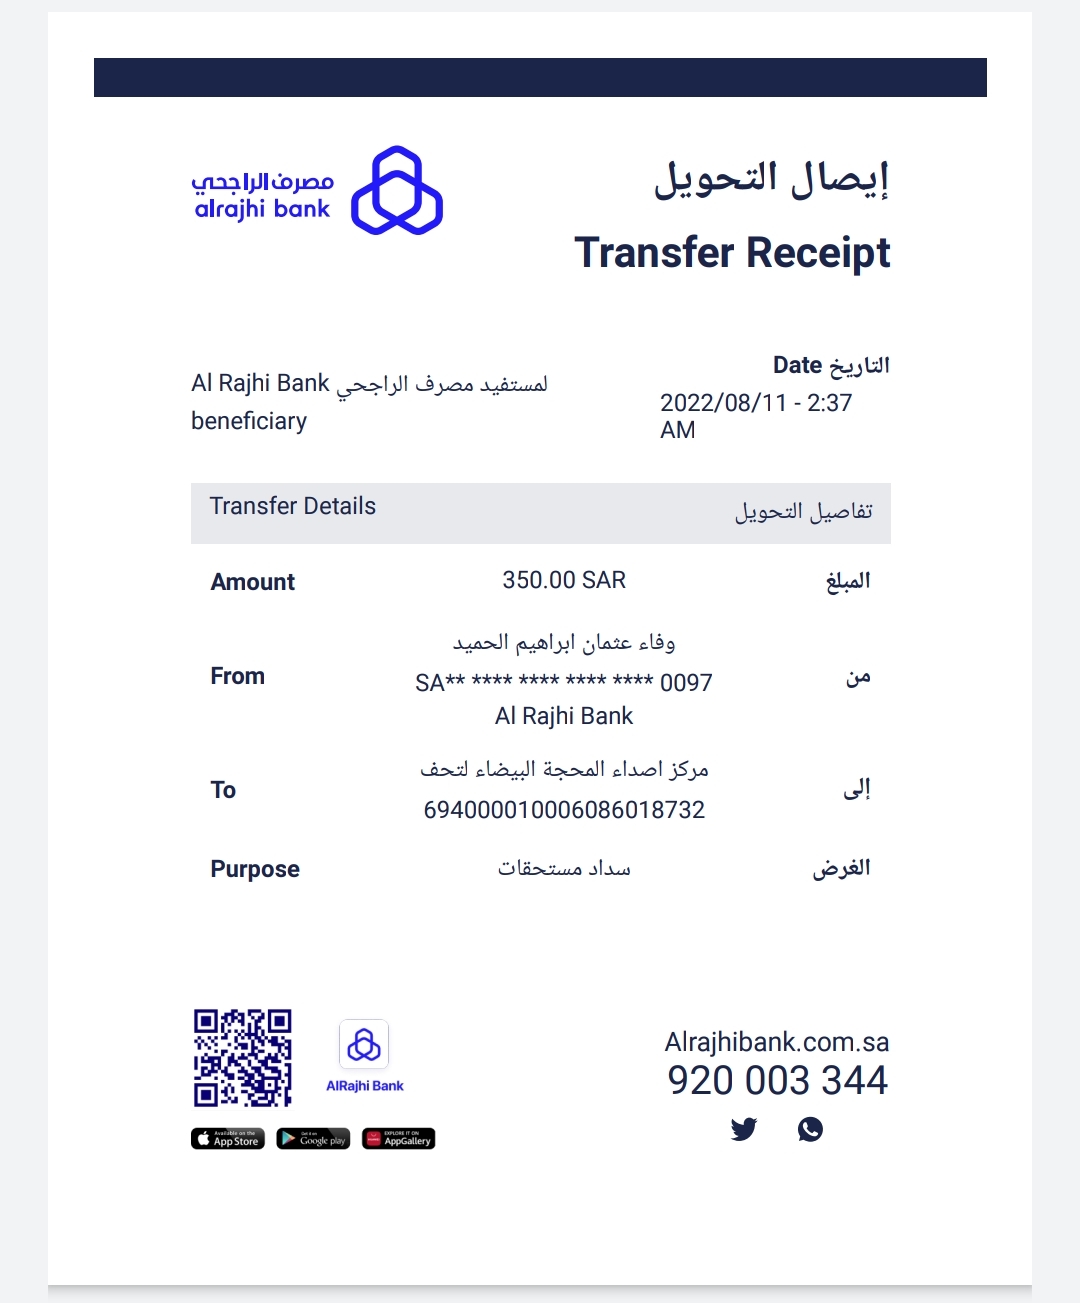 مصرف الراجحي
alrajhi bank
إيصال التحويل
Transfer Receipt
التاريخ Date
2022/08/11 - 2:37
AM
Al Rajhi Bank لمستفيد مصرف الراجحي
beneficiary
Transfer Details تفاصيل التحويل
Amount 350.00 SAR المبلغ
وفاء عثمان ابراهيم الحميد
From SA** **** **** **** **** 0097 من
Al Rajhi Bank
مركز اصداء المحجة البيضاء لتحف
To 694000010006086018732 إلى
Purpose سداد مستحقات الغرض
AlRajhi Bank
Available on the App Store
Get it on Google play
EXPLORE IT ON AppGallery
Alrajhibank.com.sa
920 003 344